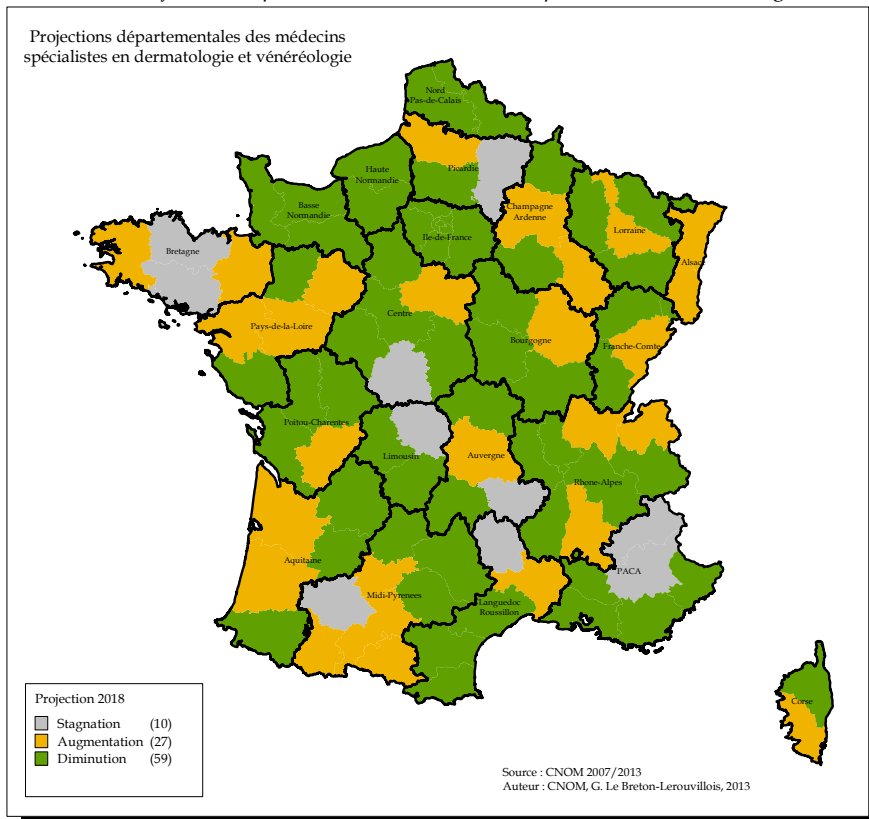 Projections départementales des médecins
spécialistes en dermatologie et vénéréologie
Nord
Pas-de-Calais
Picardie
Haute
Normandie
Basse
Normandie
Champagne
Ardenne
Lorraine
Ile-de-France
Alsace
Bretagne
Pays-de-la-Loire
Centre
Bourgogne
Franche-Comte
Poitou-Charentes
Limousin
Auvergne
Rhone-Alpes
Aquitaine
Midi-Pyrenees
Languedoc
Roussillon
PACA
Corse
Projection 2018
Stagnation (10)
Augmentation (27)
Diminution (59)
Source : CNOM 2007/2013
Auteur : CNOM, G. Le Breton-Lerouvillois, 2013